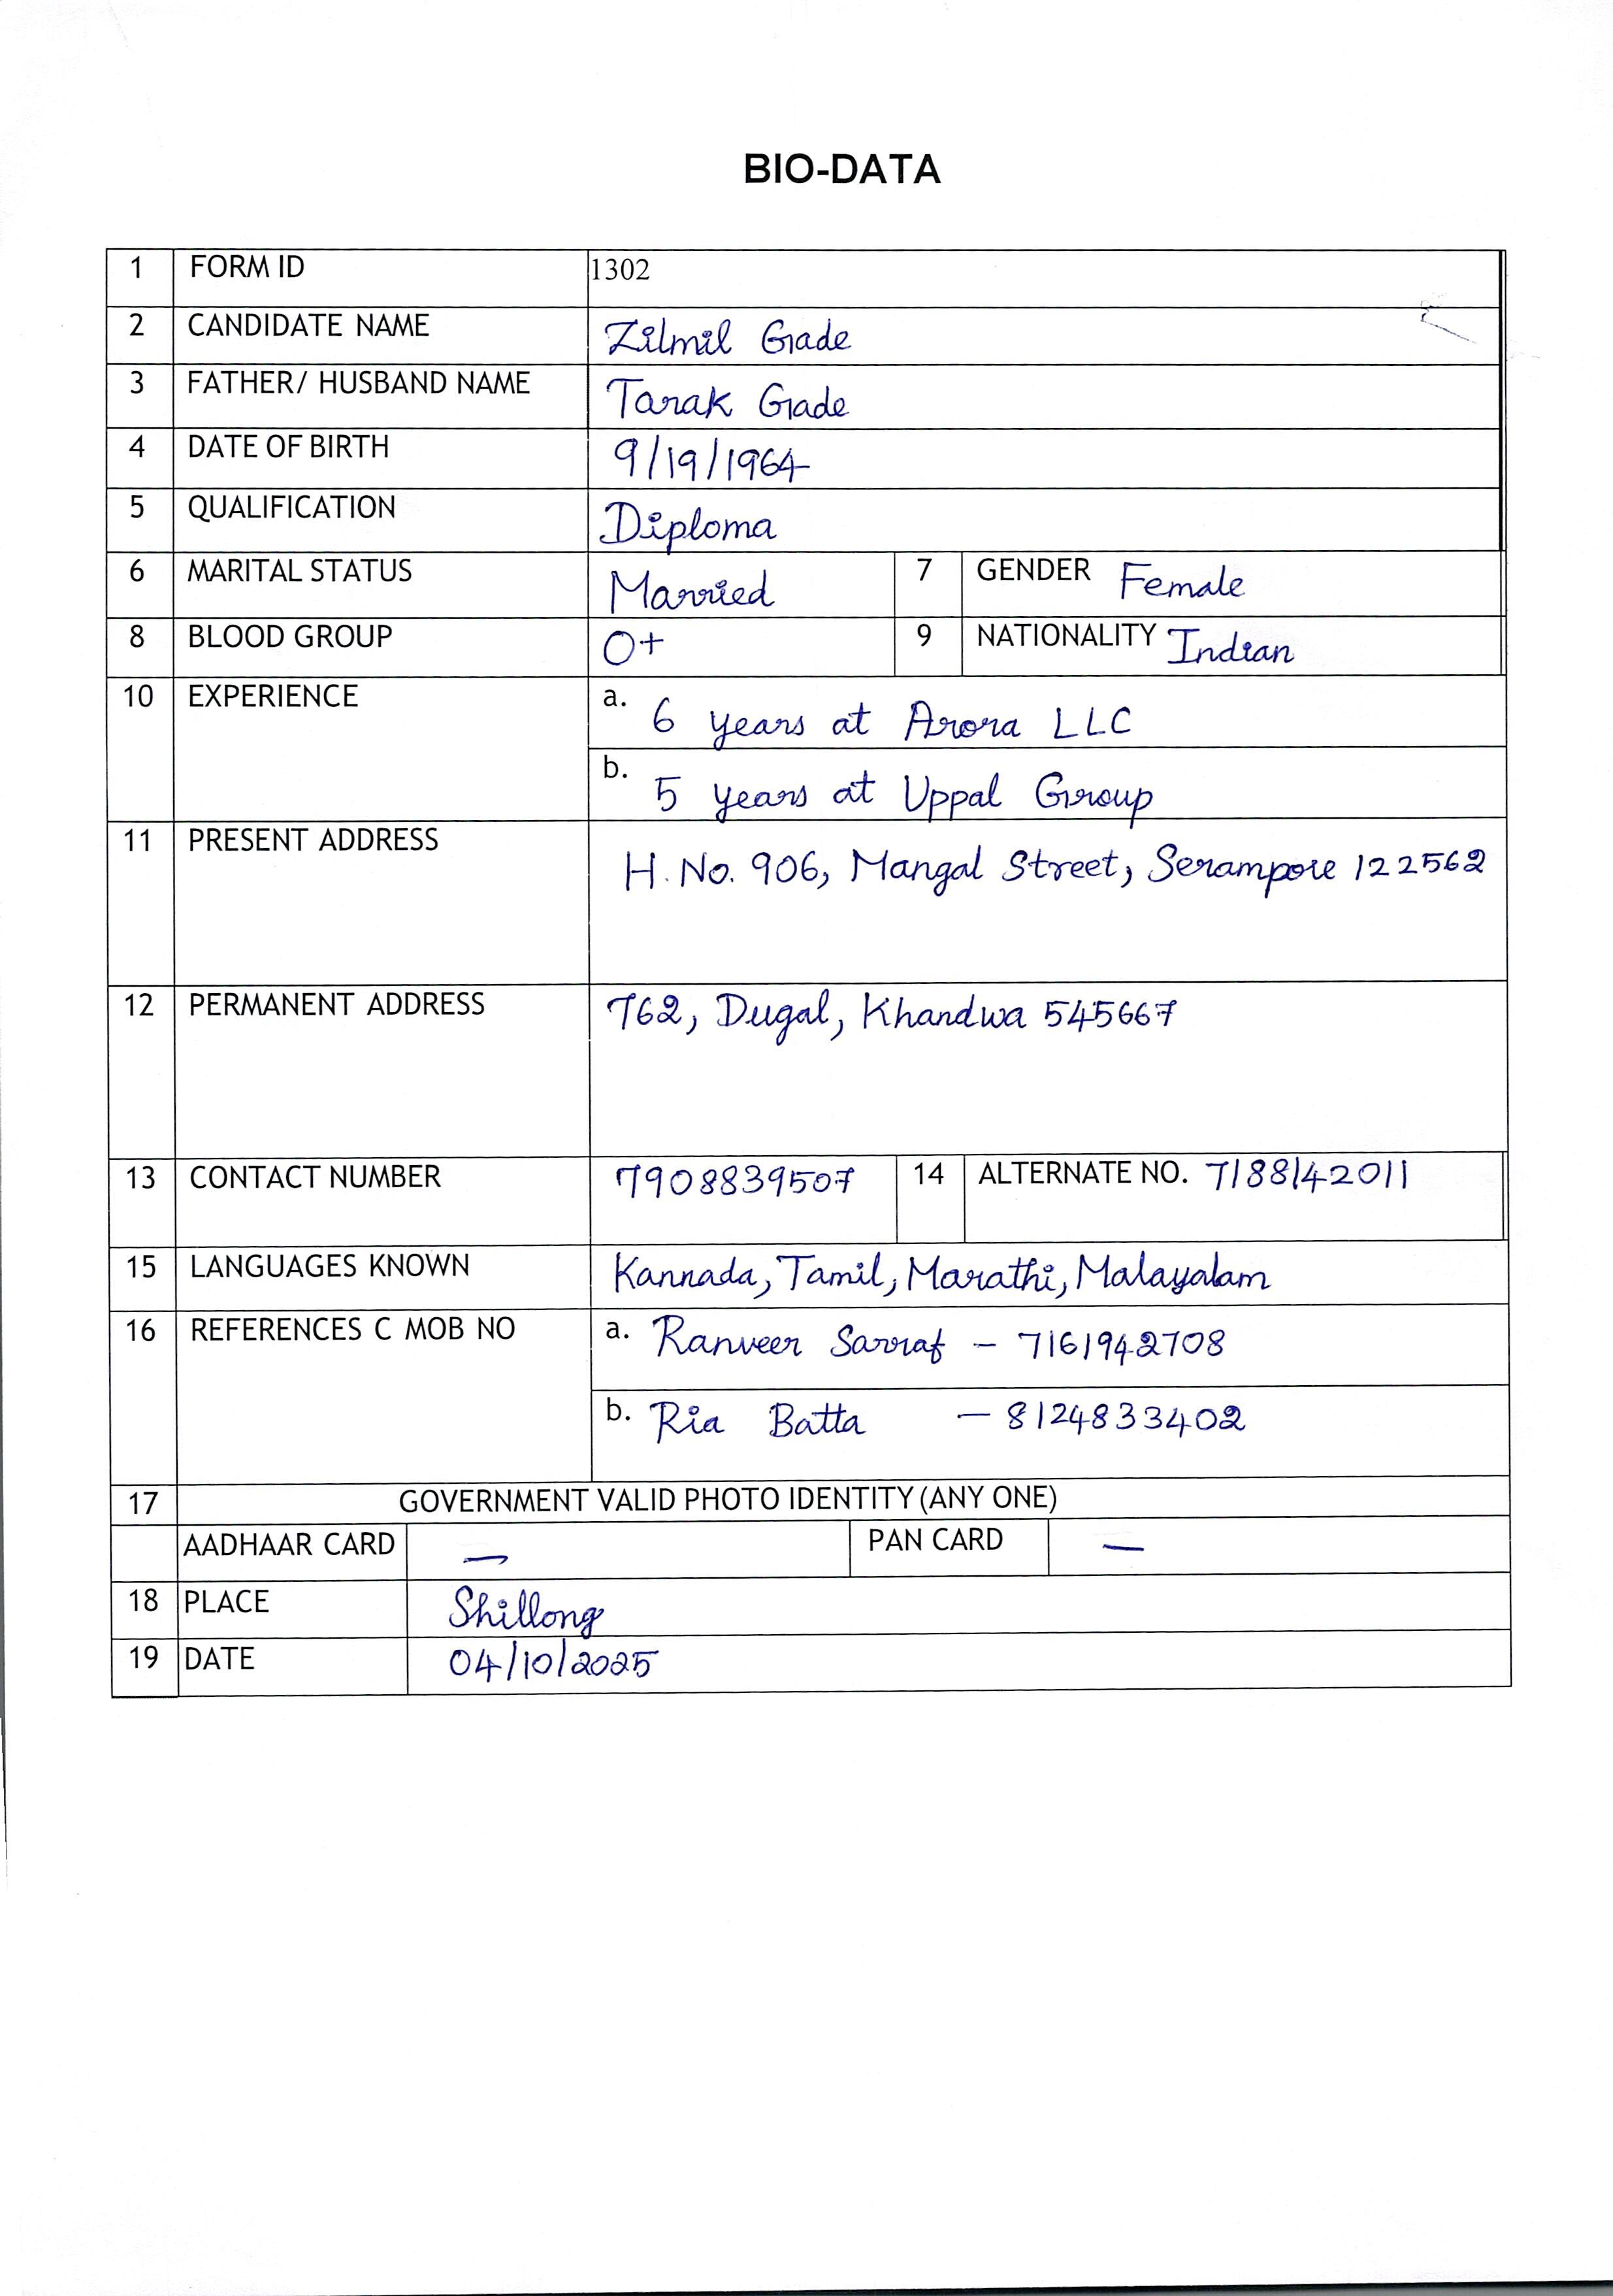 BIO-DATA
1 FORM ID 1302
2 CANDIDATE NAME Zilmil Grade
3 FATHER/ HUSBAND NAME Tarak Grade
4 DATE OF BIRTH 9/19/1964
5 QUALIFICATION Diploma
6 MARITAL STATUS Married 7 GENDER Female
8 BLOOD GROUP O+ 9 NATIONALITY Indian
10 EXPERIENCE a. 6 years at Arora LLC
b. 5 years at Uppal Group
11 PRESENT ADDRESS H. No. 906, Mangal Street, Serampore 122562
12 PERMANENT ADDRESS 762, Dugal, Khandwa 545667
13 CONTACT NUMBER 7908839507 14 ALTERNATE NO. 7188142011
15 LANGUAGES KNOWN Kannada, Tamil, Marathi, Malayalam
16 REFERENCES C MOB NO a. Ranveer Sarraf - 7161942708
b. Ria Batta - 8124833402
17 GOVERNMENT VALID PHOTO IDENTITY (ANY ONE)
AADHAAR CARD — PAN CARD —
18 PLACE Shillong
19 DATE 04/10/2025